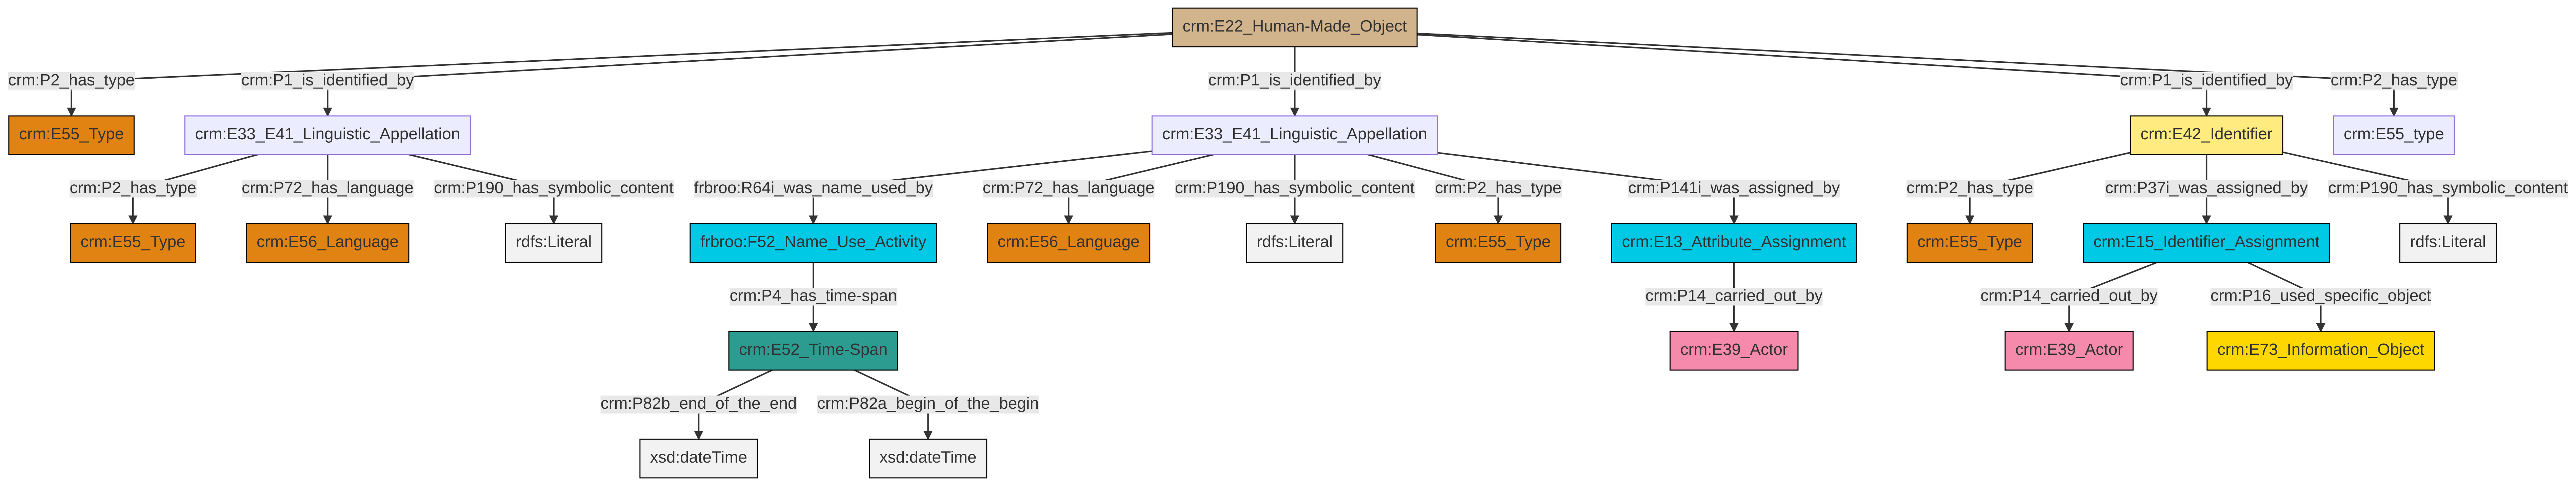 crm:E22_Human-Made_Object
crm:P2_has_type
crm:P1_is_identified_by
crm:P1_is_identified_by
crm:P1_is_identified_by
crm:P2_has_type
crm:E55_Type
crm:E33_E41_Linguistic_Appellation
crm:E33_E41_Linguistic_Appellation
crm:E42_Identifier
crm:E55_type
crm:P2_has_type
crm:P72_has_language
crm:P190_has_symbolic_content
frbroo:R64i_was_name_used_by
crm:P72_has_language
crm:P190_has_symbolic_content
crm:P2_has_type
crm:P141i_was_assigned_by
crm:P2_has_type
crm:P37i_was_assigned_by
crm:P190_has_symbolic_content
crm:E55_Type
crm:E56_Language
rdfs:Literal
frbroo:F52_Name_Use_Activity
crm:E56_Language
rdfs:Literal
crm:E55_Type
crm:E13_Attribute_Assignment
crm:E55_Type
crm:E15_Identifier_Assignment
rdfs:Literal
crm:P4_has_time-span
crm:P14_carried_out_by
crm:P14_carried_out_by
crm:P16_used_specific_object
crm:E52_Time-Span
crm:E39_Actor
crm:E39_Actor
crm:E73_Information_Object
crm:P82b_end_of_the_end
crm:P82a_begin_of_the_begin
xsd:dateTime
xsd:dateTime